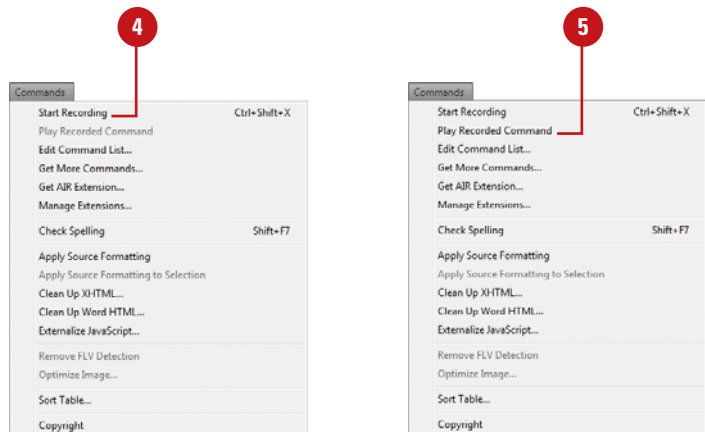 4
Commands
Start Recording Ctrl+Shift+X
Play Recorded Command
Edit Command List...
Get More Commands...
Get AIR Extension...
Manage Extensions...
Check Spelling Shift+F7
Apply Source Formatting
Apply Source Formatting to Selection
Clean Up XHTML...
Clean Up Word HTML...
Externalize JavaScript...
Remove FLV Detection
Optimize Image...
Sort Table...
Copyright
5
Commands
Start Recording Ctrl+Shift+X
Play Recorded Command
Edit Command List...
Get More Commands...
Get AIR Extension...
Manage Extensions...
Check Spelling Shift+F7
Apply Source Formatting
Apply Source Formatting to Selection
Clean Up XHTML...
Clean Up Word HTML...
Externalize JavaScript...
Remove FLV Detection
Optimize Image...
Sort Table...
Copyright